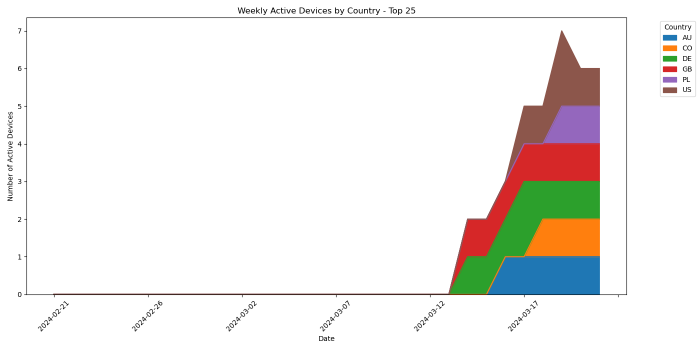 Weekly Active Devices by Country - Top 25
Number of Active Devices
7
6
5
4
3
2
1
0
2024-02-21
2024-02-26
2024-03-02
2024-03-07
2024-03-12
2024-03-17
Date
Country
AU
CO
DE
GB
PL
US